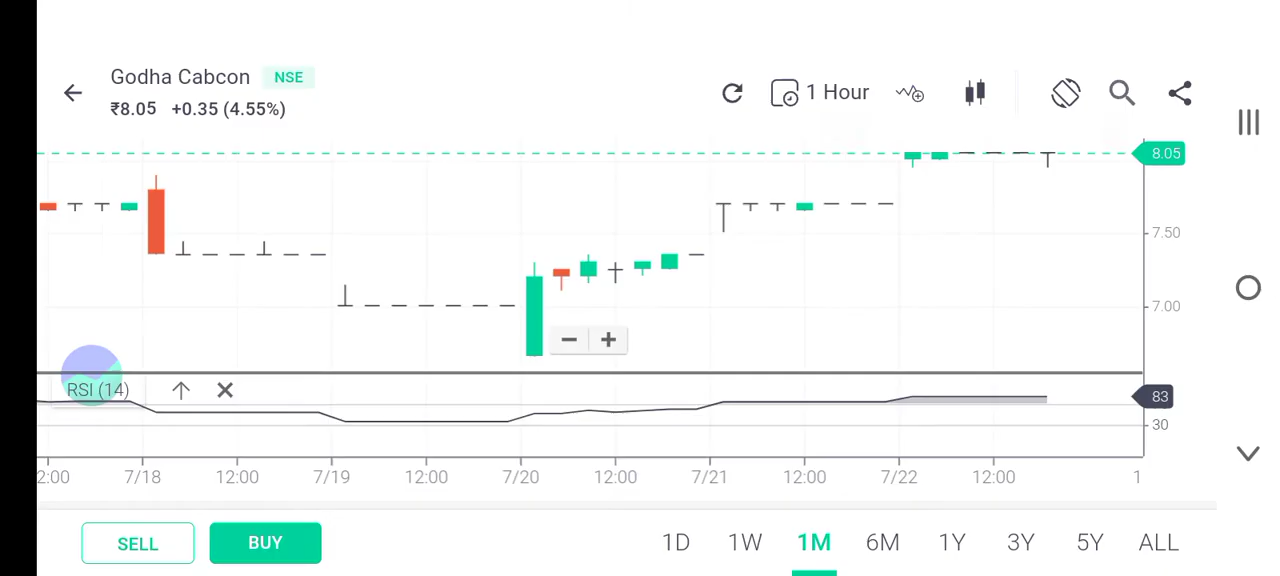 Godha Cabcon NSE
₹8.05 +0.35 (4.55%)
1 Hour
8.05
7.50
7.00
RSI (14)
83
30
2:00 7/18 12:00 7/19 12:00 7/20 12:00 7/21 12:00 7/22 12:00 1
SELL BUY 1D 1W 1M 6M 1Y 3Y 5Y ALL